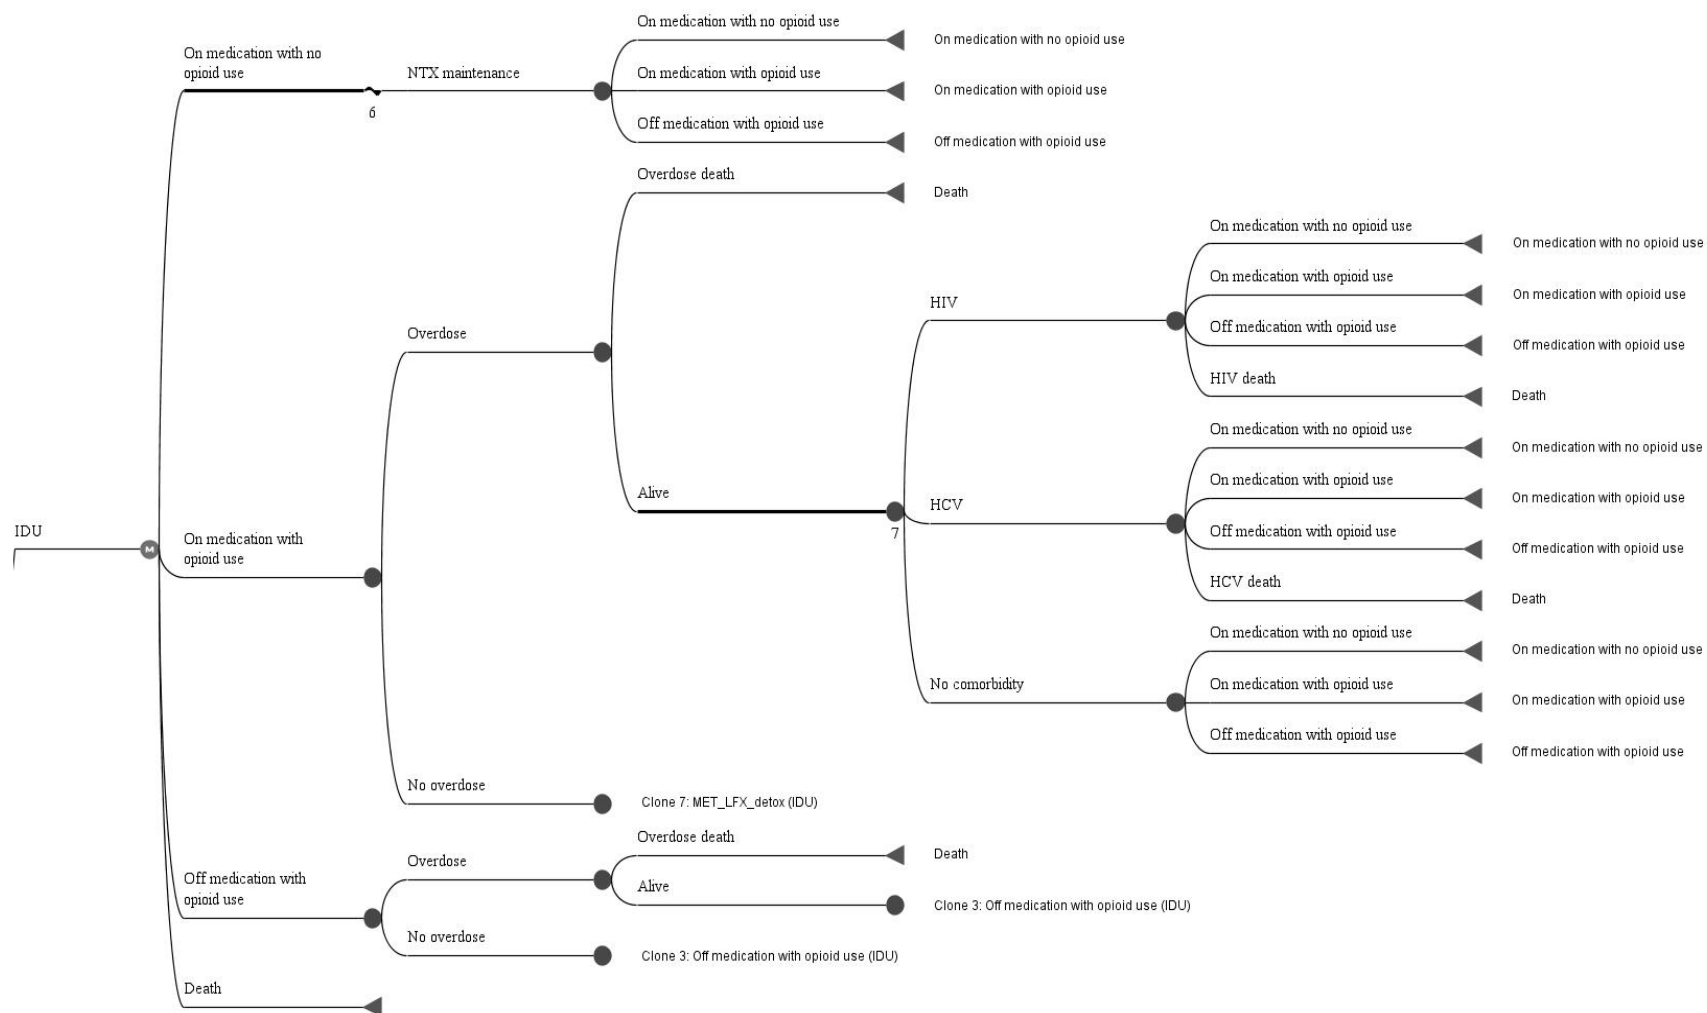 On medication with no opioid use
On medication with no opioid use
On medication with no
opioid use
NTX maintenance
On medication with opioid use
On medication with opioid use
6
Off medication with opioid use
Off medication with opioid use
Overdose death
Death
On medication with no opioid use
On medication with no opioid use
On medication with opioid use
On medication with opioid use
HIV
Off medication with opioid use
Off medication with opioid use
Overdose
HIV death
Death
On medication with no opioid use
On medication with no opioid use
On medication with opioid use
On medication with opioid use
Alive
7
HCV
Off medication with opioid use
Off medication with opioid use
HCV death
Death
IDU
M
On medication with
opioid use
On medication with no opioid use
On medication with no opioid use
No comorbidity
On medication with opioid use
On medication with opioid use
Off medication with opioid use
Off medication with opioid use
No overdose
Clone 7: MET_LFX_detox (IDU)
Overdose death
Death
Off medication with
opioid use
Overdose
Alive
Clone 3: Off medication with opioid use (IDU)
No overdose
Clone 3: Off medication with opioid use (IDU)
Death